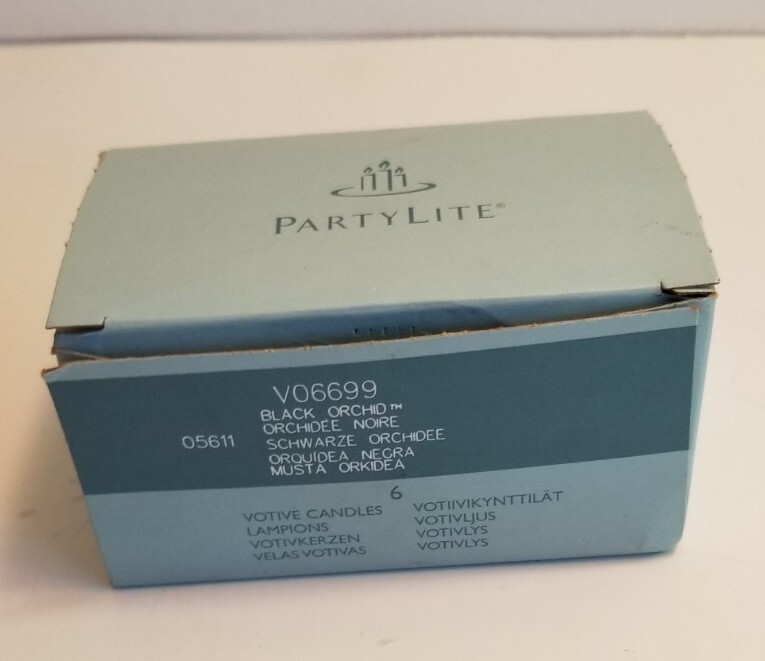 PARTYLITE®
V06699
BLACK ORCHID™
ORCHIDÉE NOIRE
05611 SCHWARZE ORCHIDEE
ORQUÍDEA NEGRA
MUSTA ORKIDEA
6
VOTIVE CANDLES
LAMPIONS
VOTIVKERZEN
VELAS VOTIVAS
VOTIIVIKYNTTILÄT
VOTIVLJUS
VOTIVLYS
VOTIVLYS